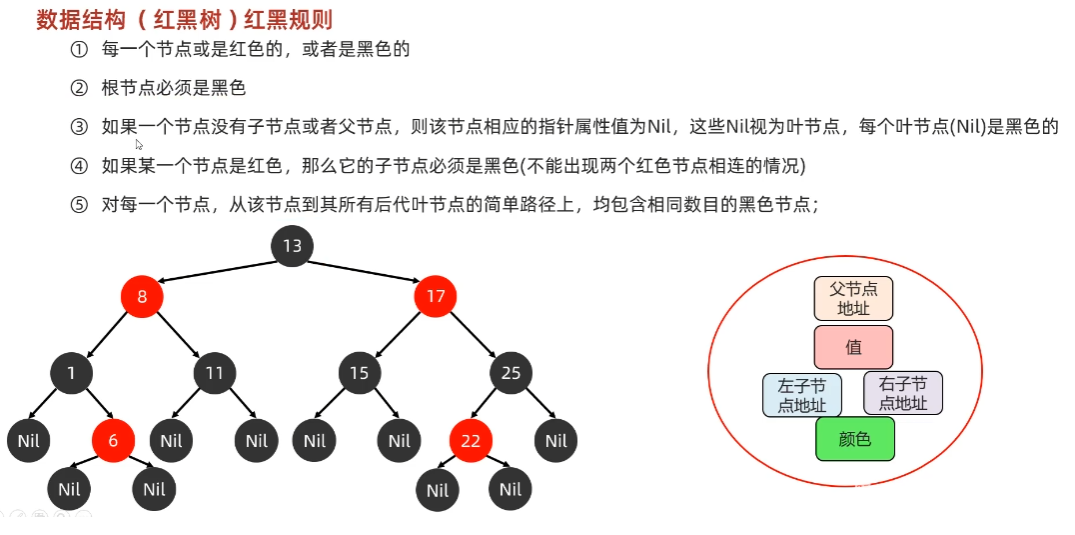 数据结构（红黑树）红黑规则
① 每一个节点或是红色的，或者是黑色的
② 根节点必须是黑色
③ 如果一个节点没有子节点或者父节点，则该节点相应的指针属性值为Nil，这些Nil视为叶节点，每个叶节点(Nil)是黑色的
④ 如果某一个节点是红色，那么它的子节点必须是黑色(不能出现两个红色节点相连的情况)
⑤ 对每一个节点，从该节点到其所有后代叶节点的简单路径上，均包含相同数目的黑色节点；
13
8 17
1 11 15 25
Nil 6 Nil Nil Nil Nil 22 Nil
Nil Nil Nil Nil
父节点
地址
值
左子节
点地址
右子节
点地址
颜色